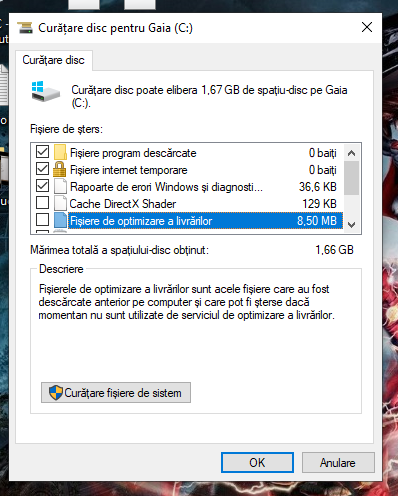 Curățare disc pentru Gaia (C:)
Curățare disc
Curățare disc poate elibera 1,67 GB de spațiu-disc pe Gaia
(C:).
Fișiere de șters:
Fișiere program descărcate 0 baiți
Fișiere internet temporare 0 baiți
Rapoarte de erori Windows și diagnosti... 36,6 KB
Cache DirectX Shader 129 KB
Fișiere de optimizare a livrărilor 8,50 MB
Mărimea totală a spațiului-disc obținut: 1,66 GB
Descriere
Fișierele de optimizare a livrărilor sunt acele fișiere care au fost
descărcate anterior pe computer și care pot fi șterse dacă
momentan nu sunt utilizate de serviciul de optimizare a livrărilor.
Curățare fișiere de sistem
OK Anulare